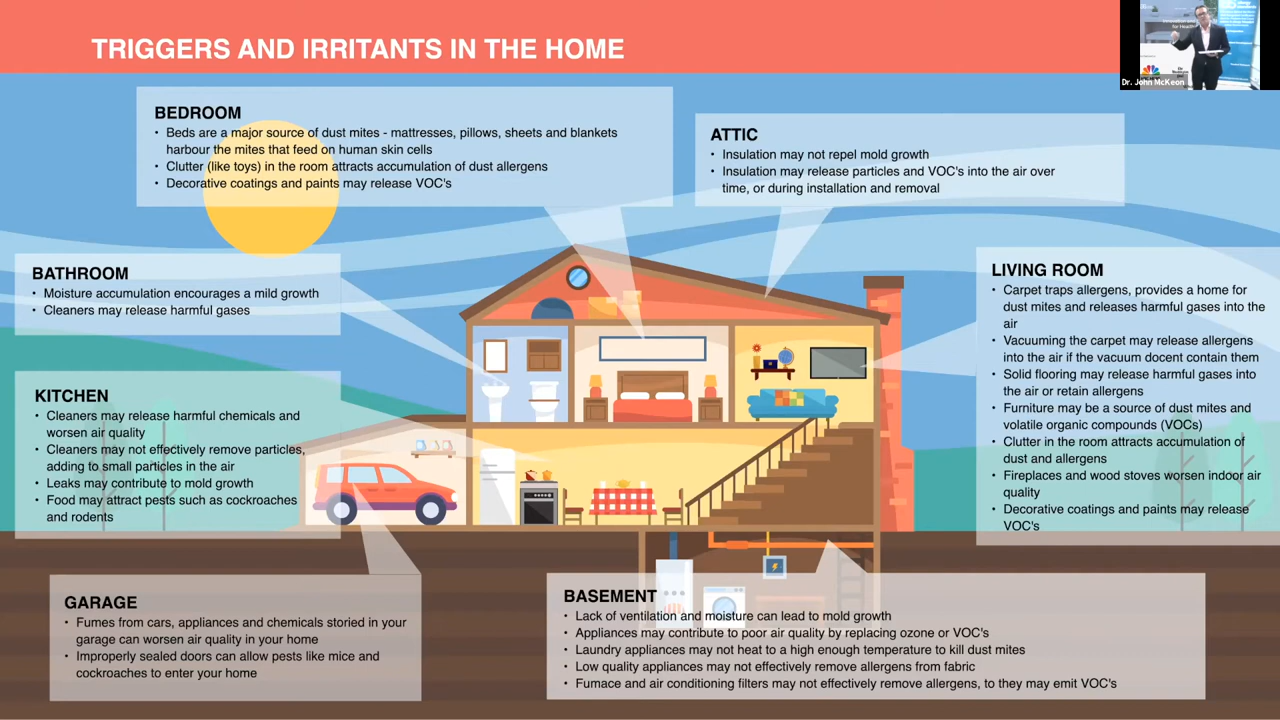 TRIGGERS AND IRRITANTS IN THE HOME
Dr. John McKeon
BEDROOM
• Beds are a major source of dust mites - mattresses, pillows, sheets and blankets
harbour the mites that feed on human skin cells
• Clutter (like toys) in the room attracts accumulation of dust allergens
• Decorative coatings and paints may release VOC's
ATTIC
• Insulation may not repel mold growth
• Insulation may release particles and VOC's into the air over
time, or during installation and removal
BATHROOM
• Moisture accumulation encourages a mild growth
• Cleaners may release harmful gases
LIVING ROOM
• Carpet traps allergens, provides a home for
dust mites and releases harmful gases into the
air
• Vacuuming the carpet may release allergens
into the air if the vacuum docent contain them
• Solid flooring may release harmful gases into
the air or retain allergens
• Furniture may be a source of dust mites and
volatile organic compounds (VOCs)
• Clutter in the room attracts accumulation of
dust and allergens
• Fireplaces and wood stoves worsen indoor air
quality
• Decorative coatings and paints may release
VOC's
KITCHEN
• Cleaners may release harmful chemicals and
worsen air quality
• Cleaners may not effectively remove particles,
adding to small particles in the air
• Leaks may contribute to mold growth
• Food may attract pests such as cockroaches
and rodents
GARAGE
• Fumes from cars, appliances and chemicals storied in your
garage can worsen air quality in your home
• Improperly sealed doors can allow pests like mice and
cockroaches to enter your home
BASEMENT
• Lack of ventilation and moisture can lead to mold growth
• Appliances may contribute to poor air quality by replacing ozone or VOC's
• Laundry appliances may not heat to a high enough temperature to kill dust mites
• Low quality appliances may not effectively remove allergens from fabric
• Fumace and air conditioning filters may not effectively remove allergens, to they may emit VOC's